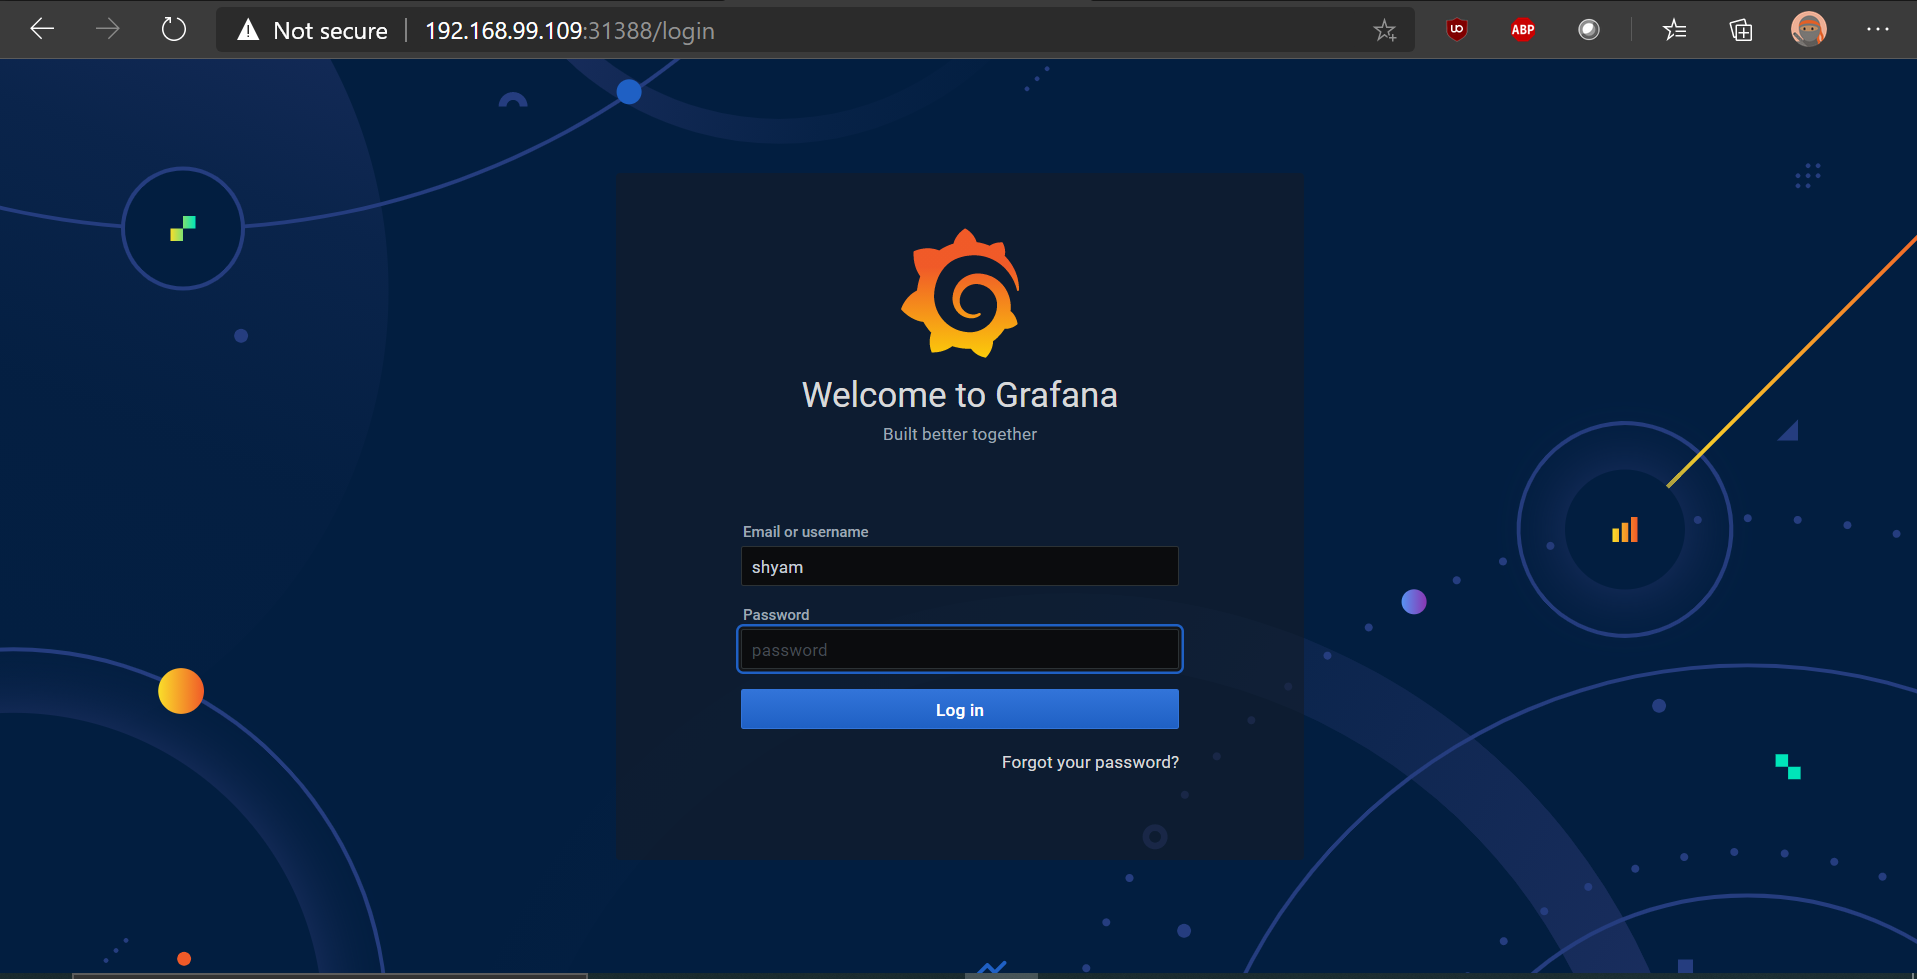 Not secure
192.168.99.109:31388/login
UO
ABP
Welcome to Grafana
Built better together
Email or username
shyam
Password
password
Log in
Forgot your password?